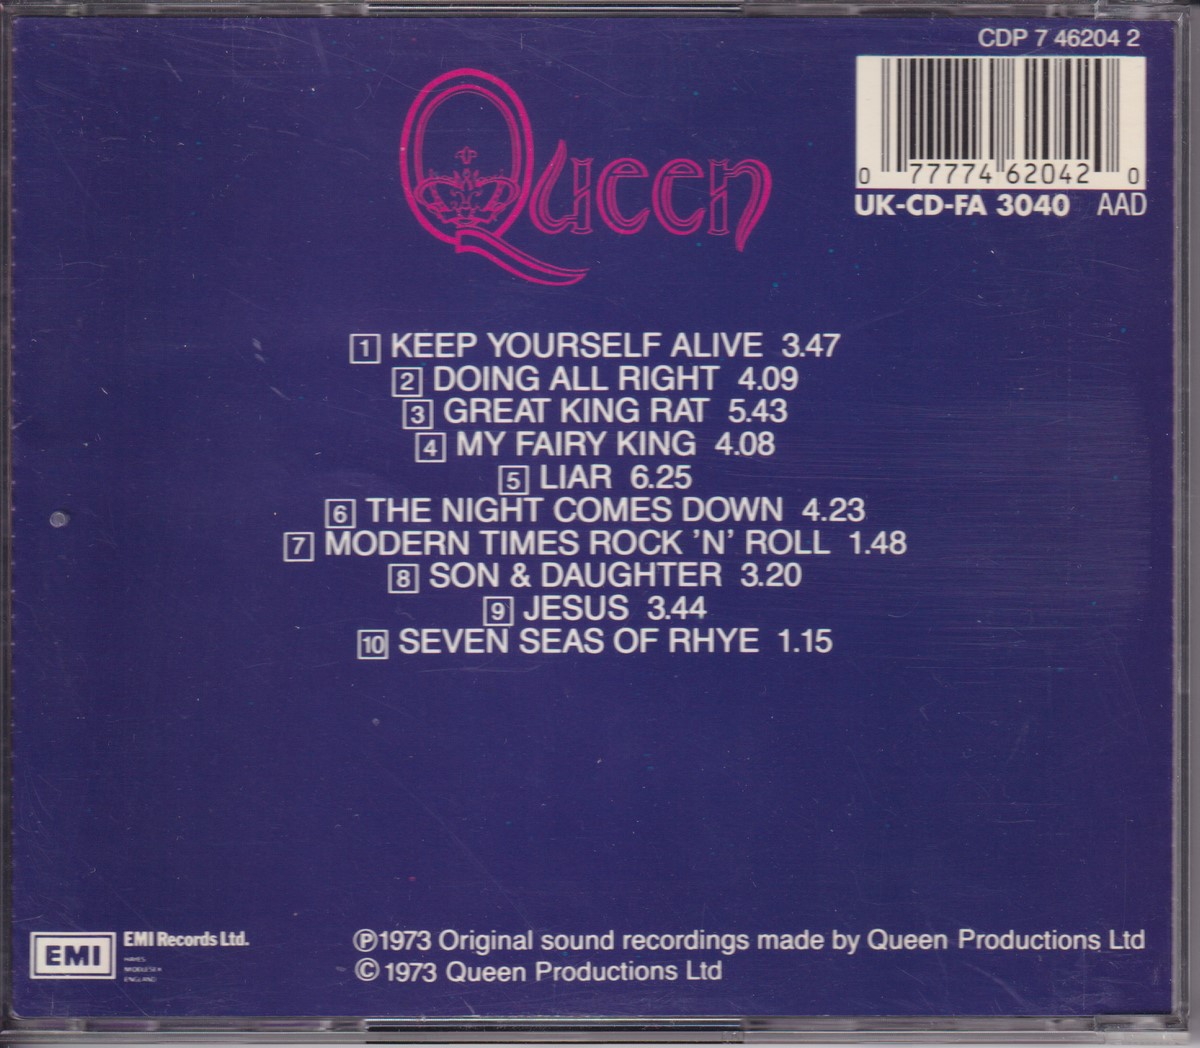 CDP 7 46204 2
Queen
0 77774 62042 0
UK-CD-FA 3040 AAD
1 KEEP YOURSELF ALIVE 3.47
2 DOING ALL RIGHT 4.09
3 GREAT KING RAT 5.43
4 MY FAIRY KING 4.08
5 LIAR 6.25
6 THE NIGHT COMES DOWN 4.23
7 MODERN TIMES ROCK 'N' ROLL 1.48
8 SON & DAUGHTER 3.20
9 JESUS 3.44
10 SEVEN SEAS OF RHYE 1.15
EMI
EMI Records Ltd.
HAYES
MIDDLESEX
ENGLAND
℗1973 Original sound recordings made by Queen Productions Ltd
© 1973 Queen Productions Ltd